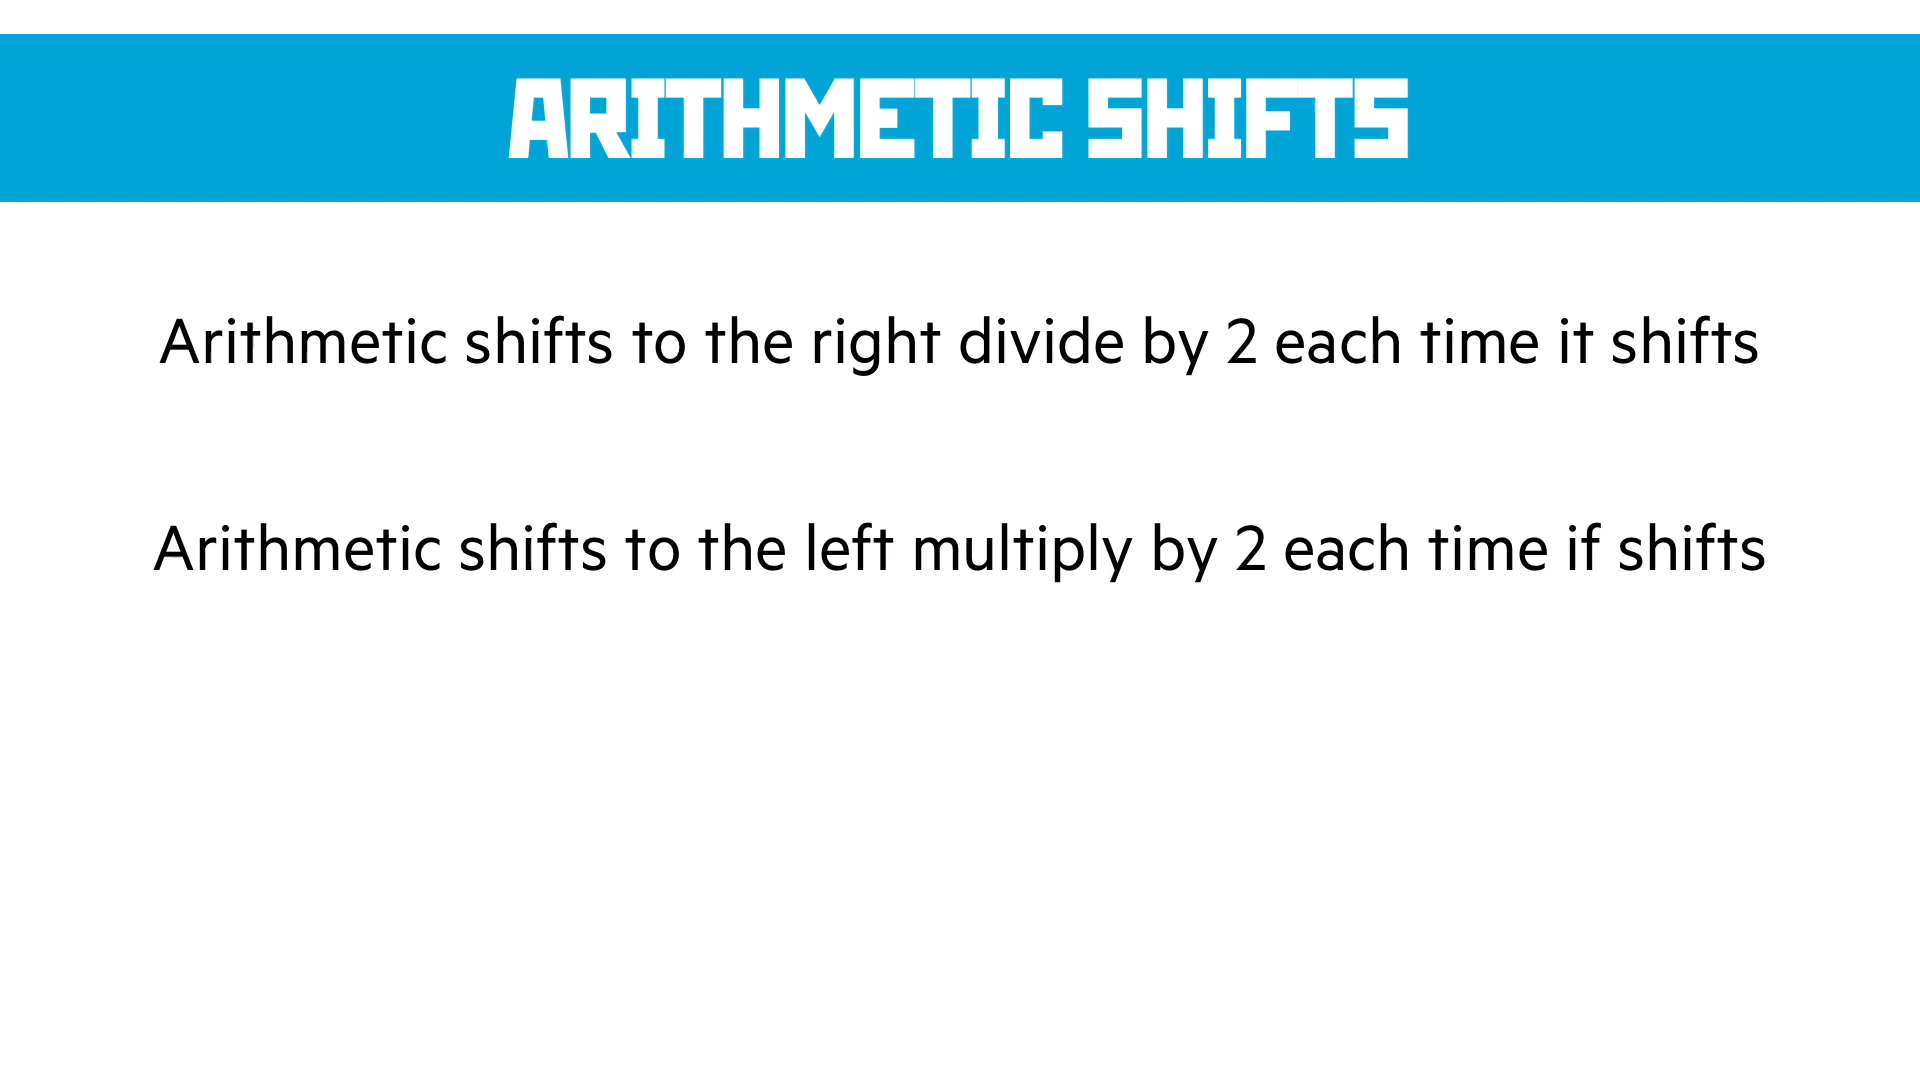 ARITHMETIC SHIFTS
Arithmetic shifts to the right divide by 2 each time it shifts
Arithmetic shifts to the left multiply by 2 each time if shifts